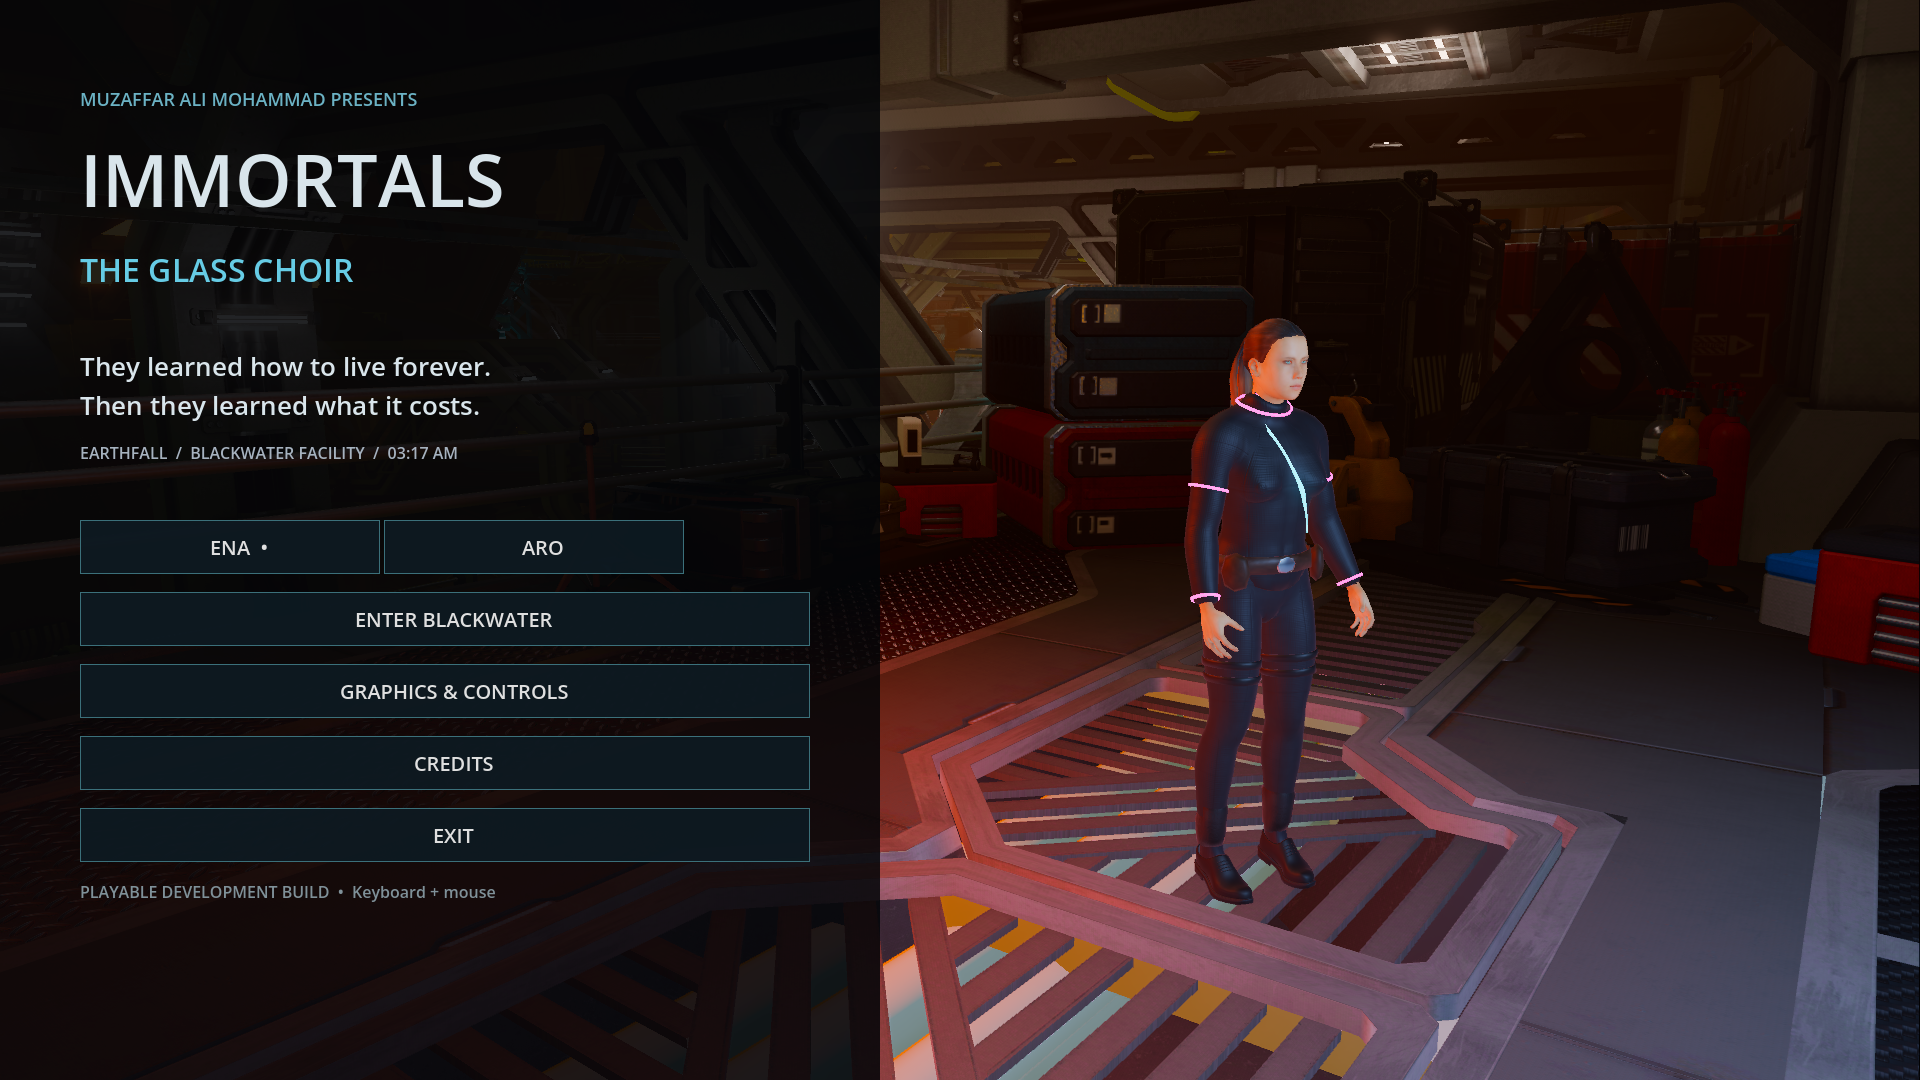 MUZAFFAR ALI MOHAMMAD PRESENTS
IMMORTALS
THE GLASS CHOIR
They learned how to live forever.
Then they learned what it costs.
EARTHFALL / BLACKWATER FACILITY / 03:17 AM
ENA •
ARO
ENTER BLACKWATER
GRAPHICS & CONTROLS
CREDITS
EXIT
PLAYABLE DEVELOPMENT BUILD • Keyboard + mouse